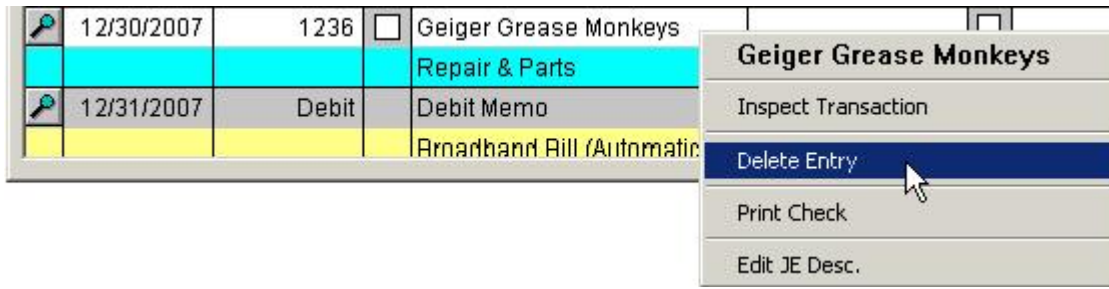 12/30/2007 1236 Geiger Grease Monkeys
Repair & Parts
12/31/2007 Debit Debit Memo
Broadband Bill (Automatic
Geiger Grease Monkeys
Inspect Transaction
Delete Entry
Print Check
Edit JE Desc.